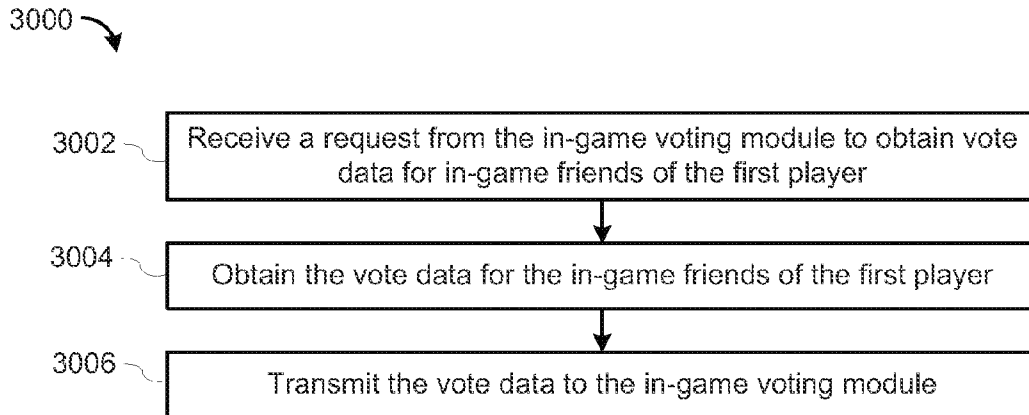 3000
3002
Receive a request from the in-game voting module to obtain vote
data for in-game friends of the first player
3004
Obtain the vote data for the in-game friends of the first player
3006
Transmit the vote data to the in-game voting module